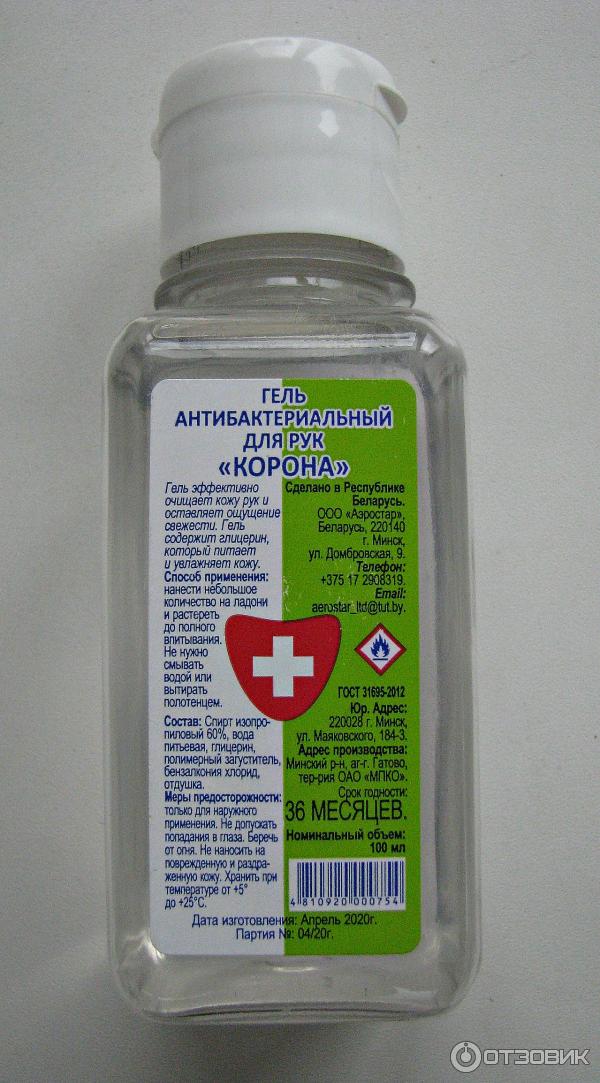 ГЕЛЬ
АНТИБАКТЕРИАЛЬНЫЙ
ДЛЯ РУК
«КОРОНА»
Гель эффективно
очищает кожу рук и
оставляет ощущение
свежести. Гель
содержит глицерин,
который питает
и увлажняет кожу.
Способ применения:
нанести небольшое
количество на ладони
и растереть
до полного
впитывания.
Не нужно
смывать
водой или
вытирать
полотенцем.
Состав: Спирт изопро-
пиловый 60%, вода
питьевая, глицерин,
полимерный загуститель,
бензалкония хлорид,
отдушка.
Меры предосторожности:
только для наружного
применения. Не допускать
попадания в глаза. Беречь
от огня. Не наносить на
поврежденную и раздра-
женную кожу. Хранить при
температуре от +5°
до +25°С.
Сделано в Республике
Беларусь.
ООО «Аэростар»,
Беларусь, 220140
г. Минск,
ул. Домбровская, 9.
Телефон:
+375 17 2908319.
Email:
aerostar_ltd@tut.by.
ГОСТ 31695-2012
Юр. Адрес:
220028 г. Минск,
ул. Маяковского, 184-3.
Адрес производства:
Минский р-н, аг-г. Гатово,
тер-рия ОАО «МПКО».
Срок годности:
36 МЕСЯЦЕВ.
Номинальный объем:
100 мл
4 810920 000754
Дата изготовления: Апрель 2020г.
Партия №: 04/20г.
ОТЗОВИК